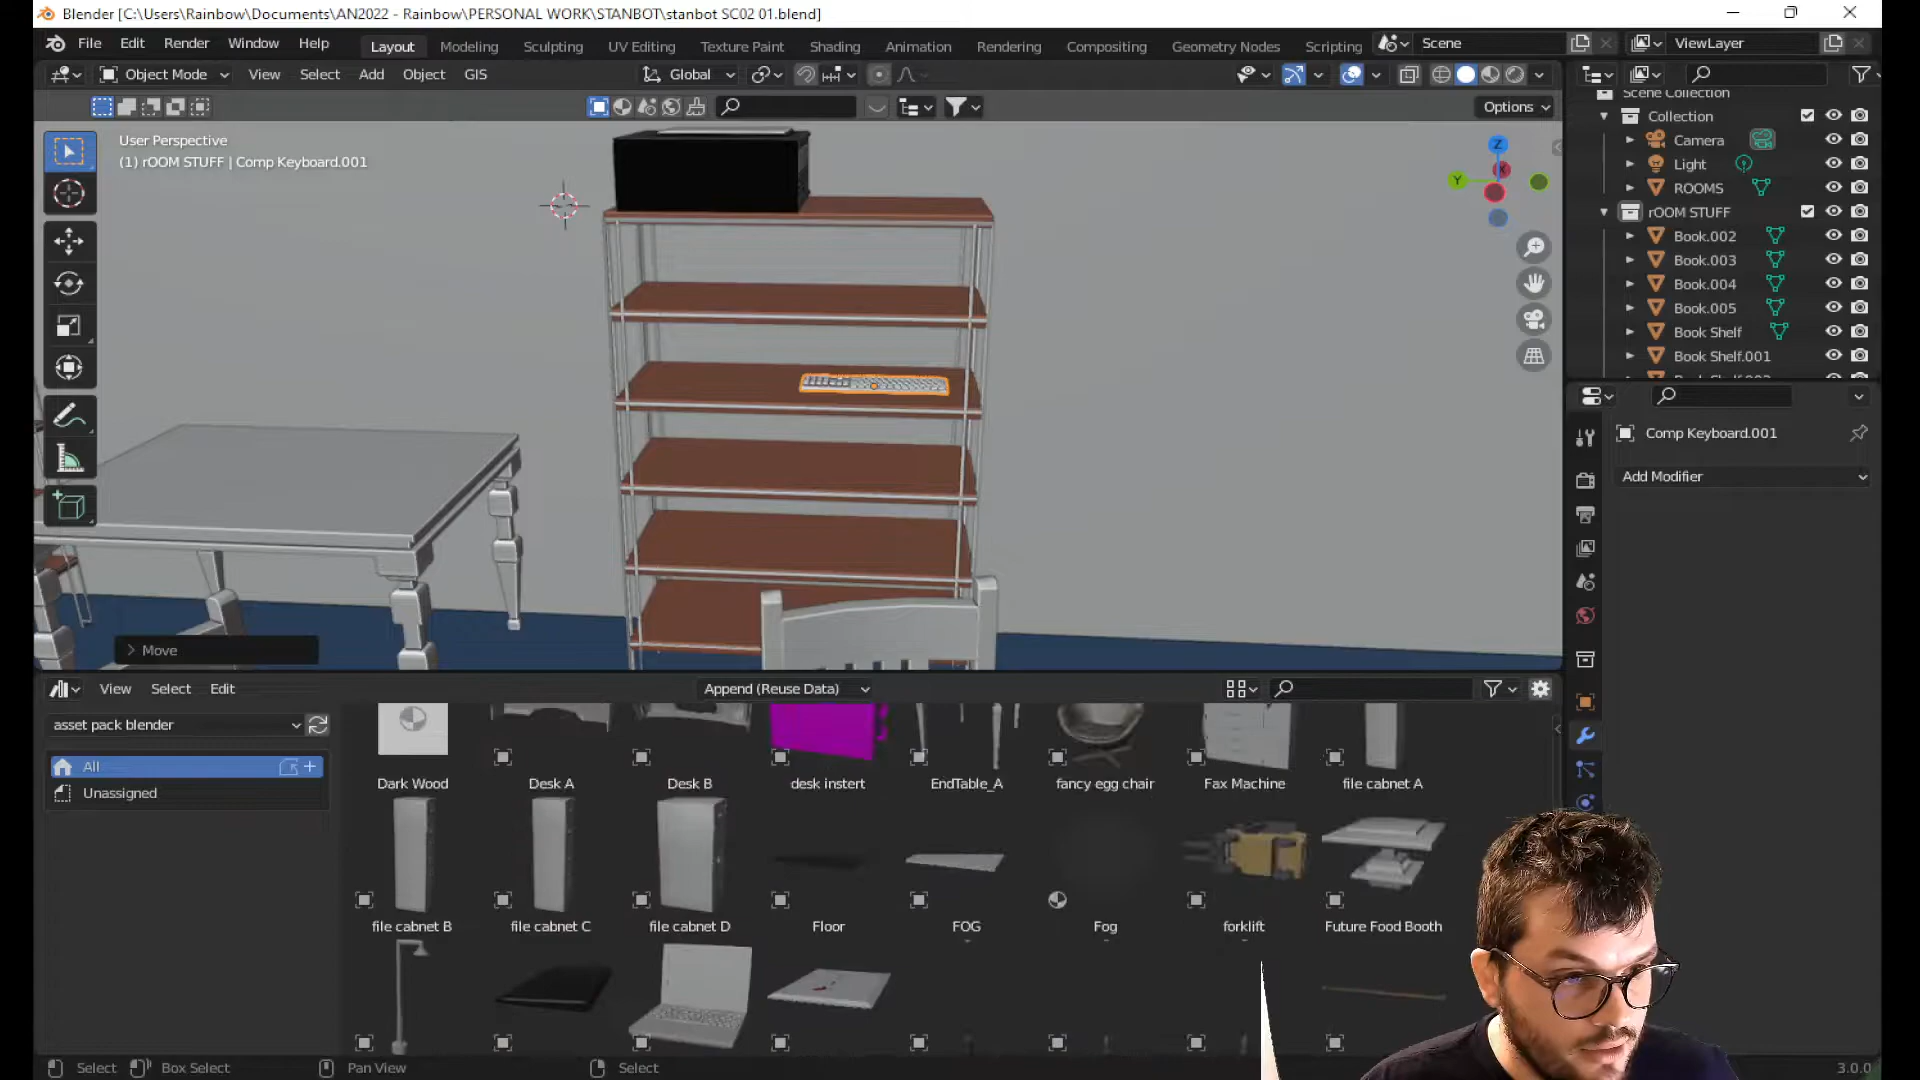 Blender [C:\Users\Rainbow\Documents\AN2022 - Rainbow\PERSONAL WORK\STANBOT\stanbot SC02 01.blend]
File Edit Render Window Help Layout Modeling Sculpting UV Editing Texture Paint Shading Animation Rendering Compositing Geometry Nodes Scripting Scene ViewLayer
Object Mode View Select Add Object GIS Global
Options
User Perspective
(1) rOOM STUFF | Comp Keyboard.001
Z
Y
X
Scene Collection
Collection
Camera
Light
ROOMS
rOOM STUFF
Book.002
Book.003
Book.004
Book.005
Book Shelf
Book Shelf.001
Comp Keyboard.001
Add Modifier
Move
View Select Edit Append (Reuse Data)
asset pack blender
All
Unassigned
Dark Wood Desk A Desk B desk instert EndTable_A fancy egg chair Fax Machine file cabnet A
file cabnet B file cabnet C file cabnet D Floor FOG Fog forklift Future Food Booth
Select Box Select Pan View Select 3.0.0